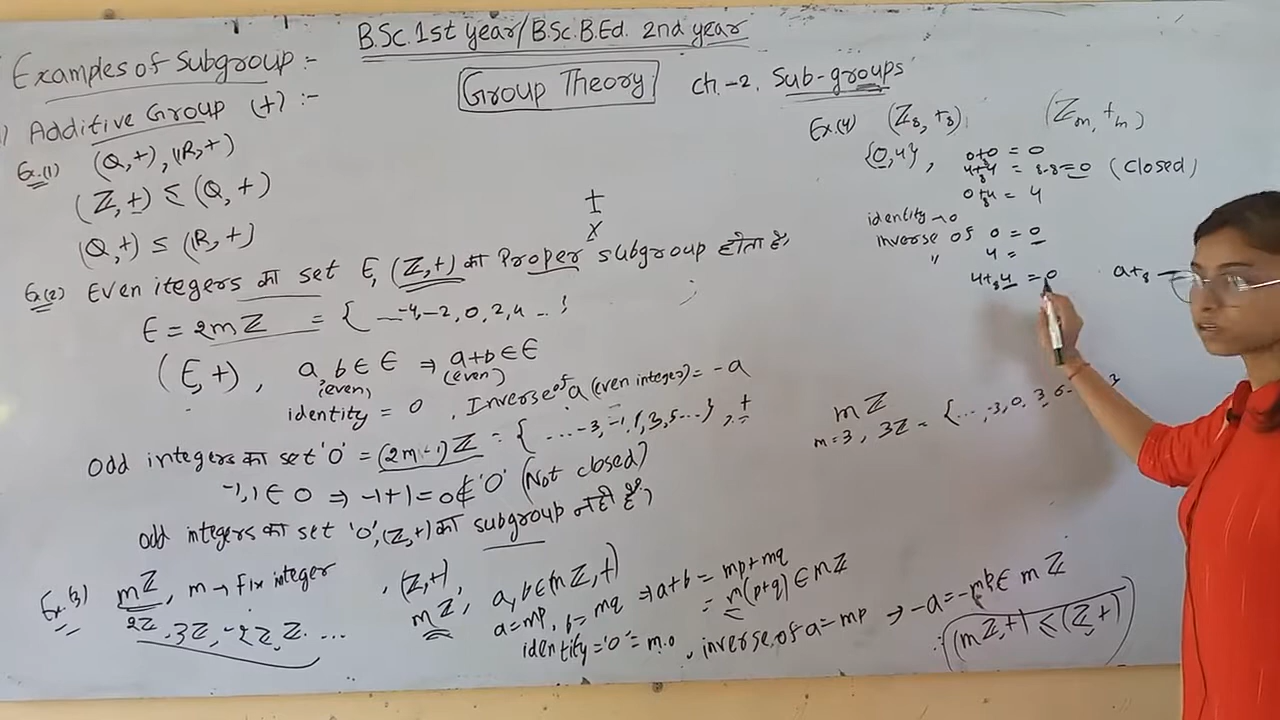 B.Sc. 1st year/B.Sc.B.Ed. 2nd year
Group Theory
ch-2. Sub-groups
Examples of Subgroup :-
Additive Group (+) :-
Ex.(1) (Q,+), (R,+)
(Z,+) ≤ (Q,+)
(Q,+) ≤ (R,+)
+
x
Ex.(2) Even itegers का set E, (Z,+) का Proper subgroup होता है,
E = 2mZ = { ... -4, -2, 0, 2, 4 ... }
(E,+), a, b ∈ E ⇒ a+b ∈ E
(even) (even)
identity = 0, Inverse of a (even integer) = -a
odd integers का set 'O' = (2m-1)Z = { .... -3, -1, 1, 3, 5 ... }, +
-1, 1 ∈ O ⇒ -1+1 = 0 ∉ 'O' (Not closed)
odd integers का set 'O', (Z,+) का subgroup नही है,
Ex.(3) mZ, m → fix integer, (Z,+),
2Z, 3Z, -2Z, Z. ...
mZ, a, b ∈ (mZ,+)
a = mp, b = mq ⇒ a+b = mp+mq
= m(p+q) ∈ mZ
identity = '0' = m.0, inverse of a = mp → -a = -mp ∈ mZ
∴ (mZ,+) ≤ (Z,+)
Ex.(4) (Z₈, +₈) (Zₘ, +ₘ)
{0,4}, 0+0 = 0
4+₈4 = 8-8 = 0 (closed)
0+₈4 = 4
identity → 0
inverse of 0 = 0
" 4 =
4+₈4 = 0
a+₈
mZ
m=3, 3Z = { ... -3, 0, 3, 6